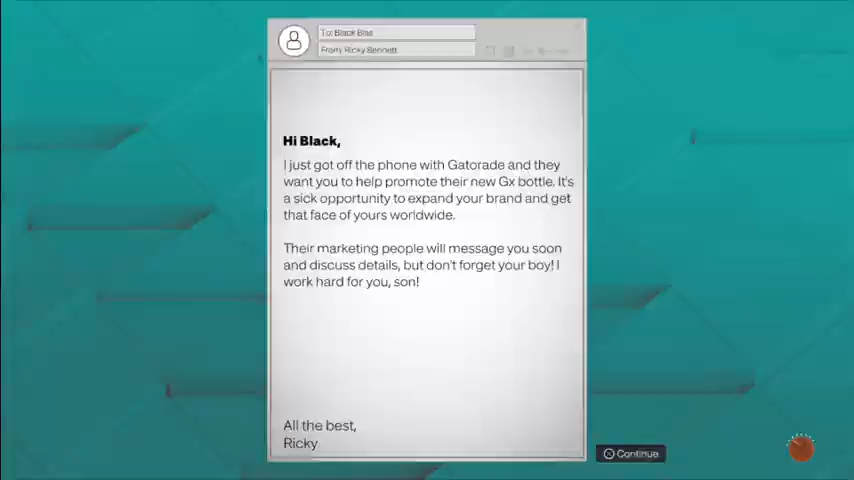 To: Black Blas
From: Ricky Bennett
Hi Black,
I just got off the phone with Gatorade and they
want you to help promote their new Gx bottle. It's
a sick opportunity to expand your brand and get
that face of yours worldwide.
Their marketing people will message you soon
and discuss details, but don't forget your boy! I
work hard for you, son!
All the best,
Ricky
Continue